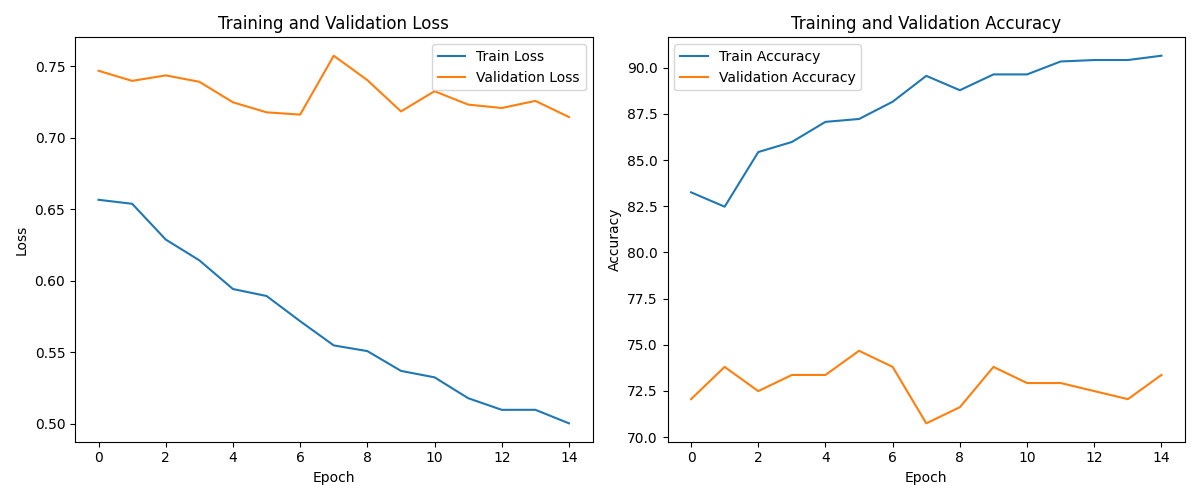 Training and Validation Loss
Train Loss
Validation Loss
0.75
0.70
0.65
0.60
0.55
0.50
Loss
0 2 4 6 8 10 12 14
Epoch
Training and Validation Accuracy
Train Accuracy
Validation Accuracy
90.0
87.5
85.0
82.5
80.0
77.5
75.0
72.5
70.0
Accuracy
0 2 4 6 8 10 12 14
Epoch